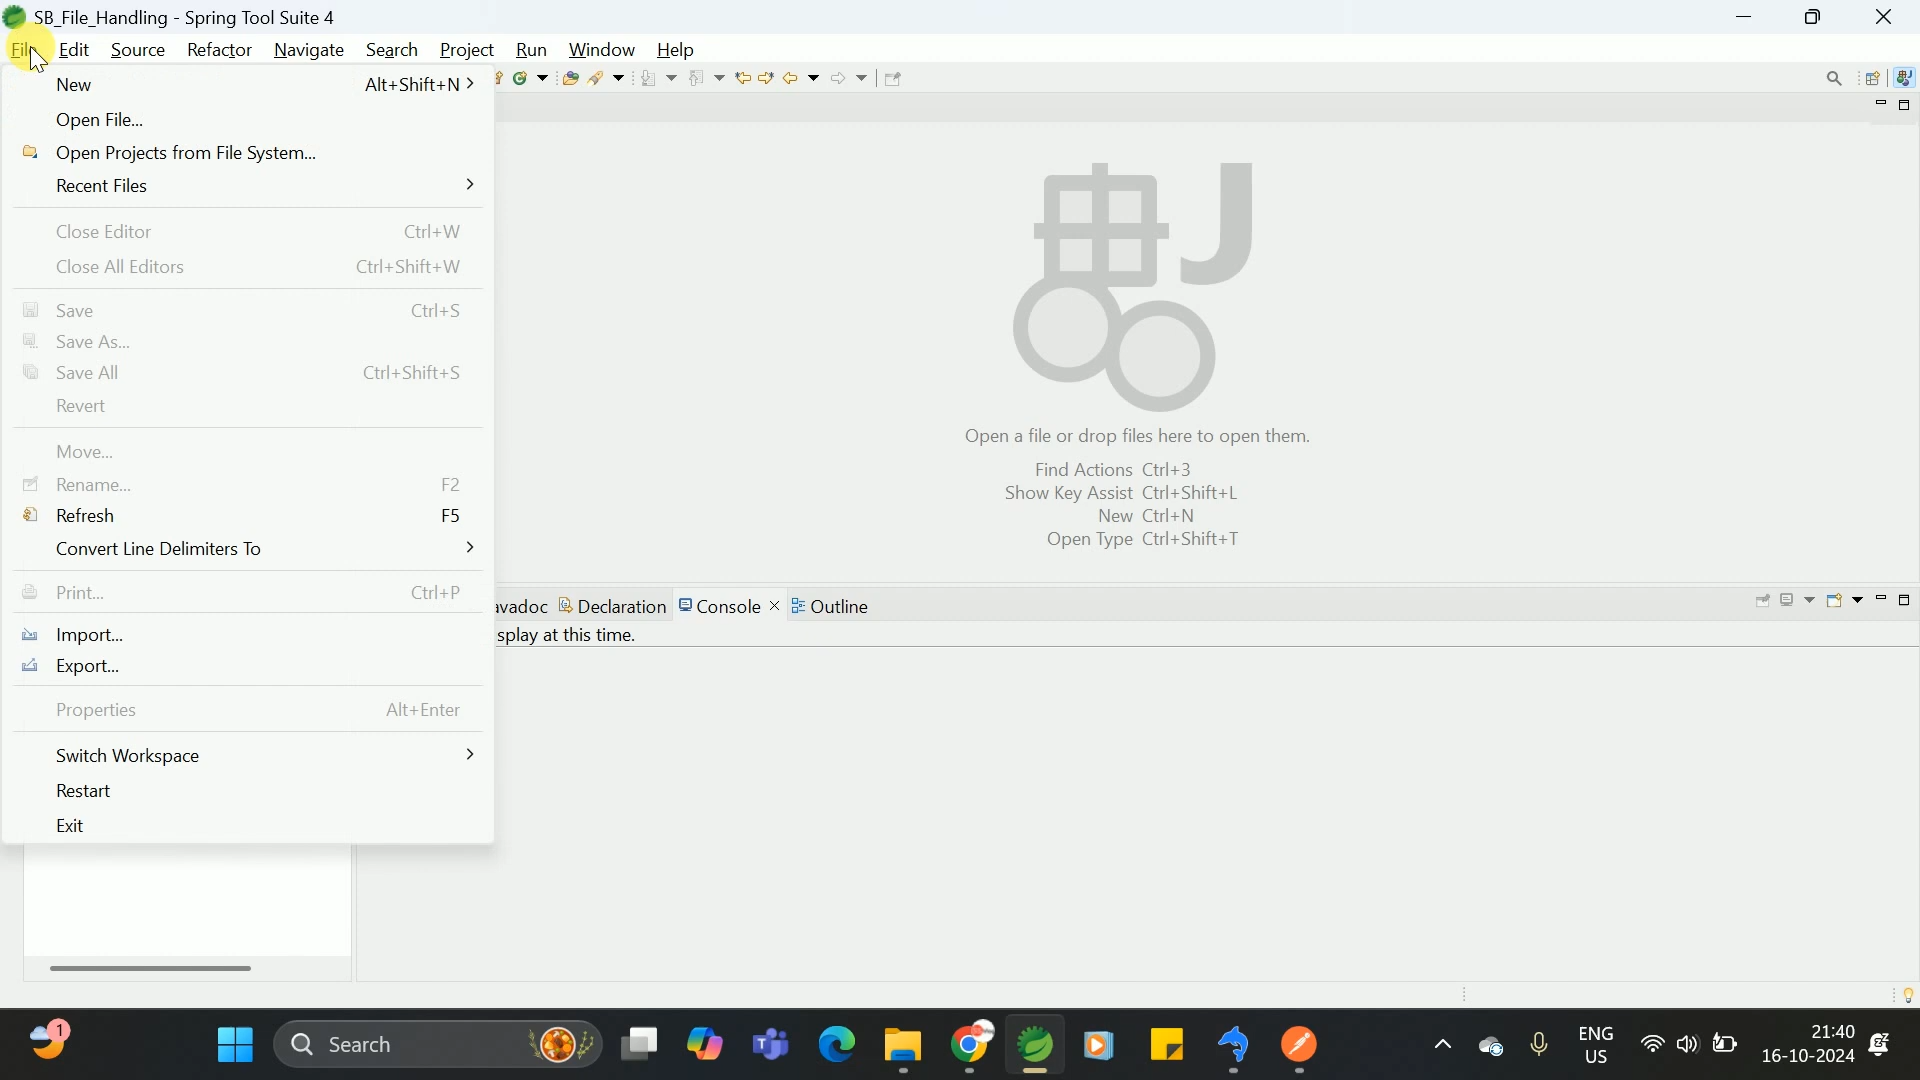 SB_File_Handling - Spring Tool Suite 4
File Edit Source Refactor Navigate Search Project Run Window Help
New Alt+Shift+N
Open File...
Open Projects from File System...
Recent Files
Close Editor Ctrl+W
Close All Editors Ctrl+Shift+W
Save Ctrl+S
Save As...
Save All Ctrl+Shift+S
Revert
Move...
Rename... F2
Refresh F5
Convert Line Delimiters To
Print... Ctrl+P
Import...
Export...
Properties Alt+Enter
Switch Workspace
Restart
Exit
J
Open a file or drop files here to open them.
Find Actions Ctrl+3
Show Key Assist Ctrl+Shift+L
New Ctrl+N
Open Type Ctrl+Shift+T
avadoc Declaration Console Outline
splay at this time.
1
Search
ENG
US
21:40
16-10-2024